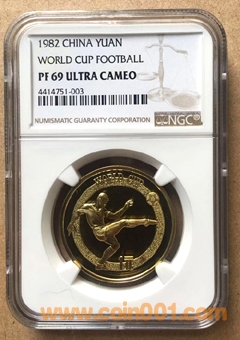 1982 CHINA YUAN
WORLD CUP FOOTBALL
PF 69 ULTRA CAMEO
4414751-003
NUMISMATIC GUARANTY CORPORATION
NGC
WORLD CUP
www.coin001.com